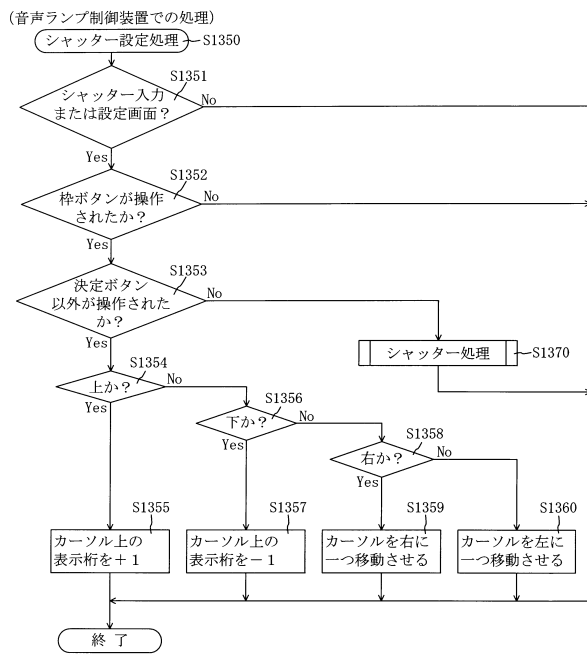 (音声ランプ制御装置での処理)
シャッター設定処理
S1350
S1351
シャッター入力
または設定画面？
No
Yes
S1352
枠ボタンが操作
されたか？
No
Yes
S1353
決定ボタン
以外が操作された
か？
No
Yes
シャッター処理
S1370
S1354
上か？
No
Yes
S1356
下か？
No
Yes
S1358
右か？
No
Yes
S1355
カーソル上の
表示桁を＋１
S1357
カーソル上の
表示桁を－１
S1359
カーソルを右に
一つ移動させる
S1360
カーソルを左に
一つ移動させる
終 了